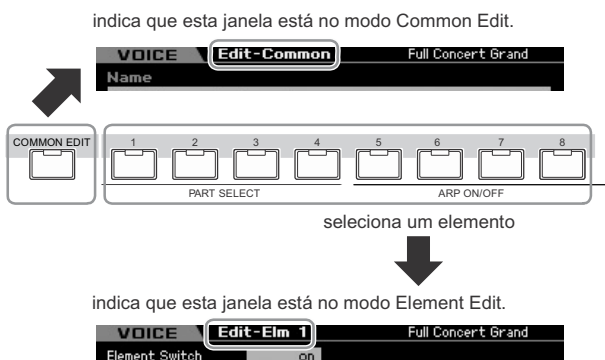 indica que esta janela está no modo Common Edit.
VOICE Edit-Common Full Concert Grand
Name
COMMON EDIT 1 2 3 4 5 6 7 8
PART SELECT ARP ON/OFF
seleciona um elemento
indica que esta janela está no modo Element Edit.
VOICE Edit-Elm 1 Full Concert Grand
Element Switch on